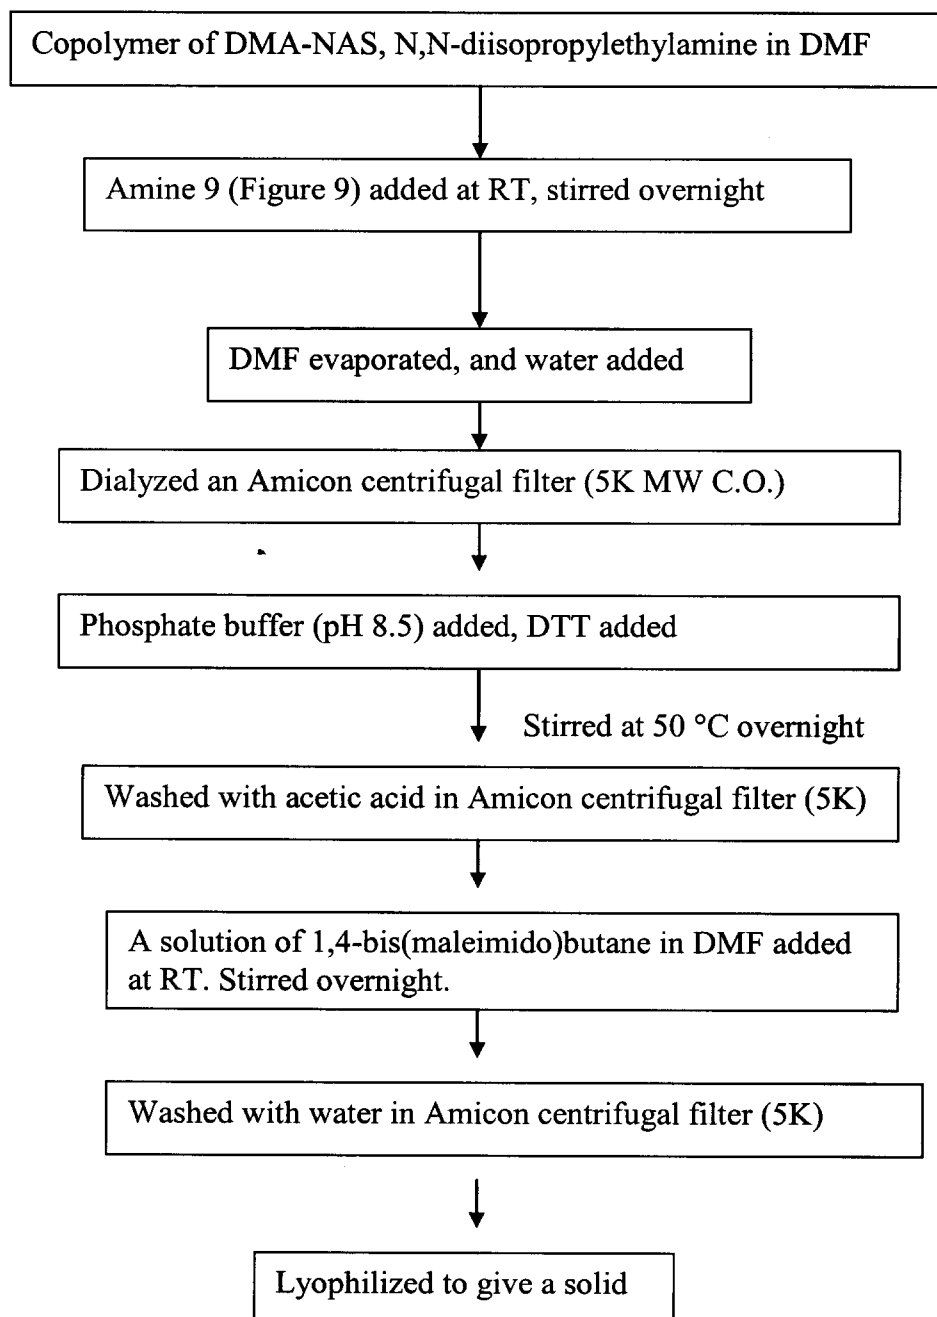 Copolymer of DMA-NAS, N,N-diisopropylethylamine in DMF
Amine 9 (Figure 9) added at RT, stirred overnight
DMF evaporated, and water added
Dialyzed an Amicon centrifugal filter (5K MW C.O.)
Phosphate buffer (pH 8.5) added, DTT added
Stirred at 50 °C overnight
Washed with acetic acid in Amicon centrifugal filter (5K)
A solution of 1,4-bis(maleimido)butane in DMF added
at RT. Stirred overnight.
Washed with water in Amicon centrifugal filter (5K)
Lyophilized to give a solid